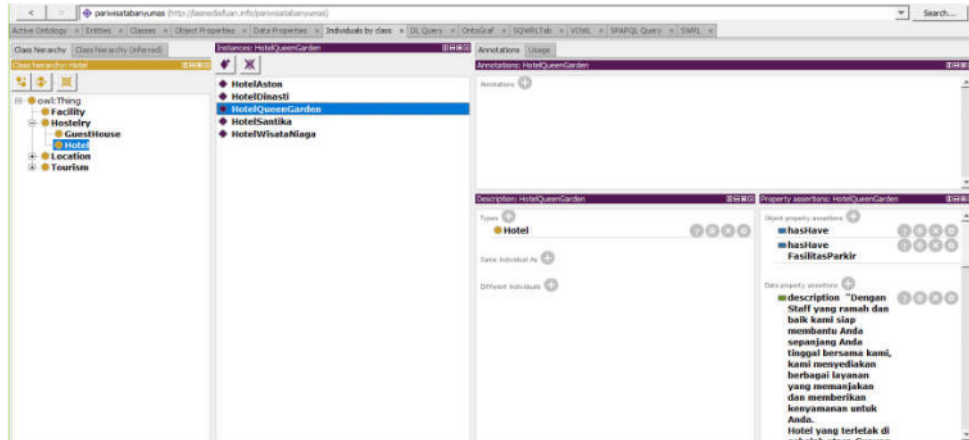 pariwisatabanyumas (http://lasmediafuan.info/pariwisatabanyumas)
Search...
Active Ontology × Entities × Classes × Object Properties × Data Properties × Individuals by class × DL Query × OntoGraf × SQWRLTab × VOWL × SPARQL Query × SWRL ×
Class hierarchy Class hierarchy (inferred)
Class hierarchy: Hotel
owl:Thing
Facility
Hostelry
GuestHouse
Hotel
Location
Tourism
Instances: HotelQueenGarden
HotelAston
HotelDinasti
HotelQueenGarden
HotelSantika
HotelWisataNiaga
Annotations Usage
Annotations: HotelQueenGarden
Annotations
Description: HotelQueenGarden
Types
Hotel
Same Individual As
Different Individuals
Property assertions: HotelQueenGarden
Object property assertions
hasHave
hasHave
FasilitasParkir
Data property assertions
description "Dengan
Staff yang ramah dan
baik kami siap
membantu Anda
sepanjang Anda
tinggal bersama kami,
kami menyediakan
berbagai layanan
yang memanjakan
dan memberikan
kenyamanan untuk
Anda.
Hotel yang terletak di